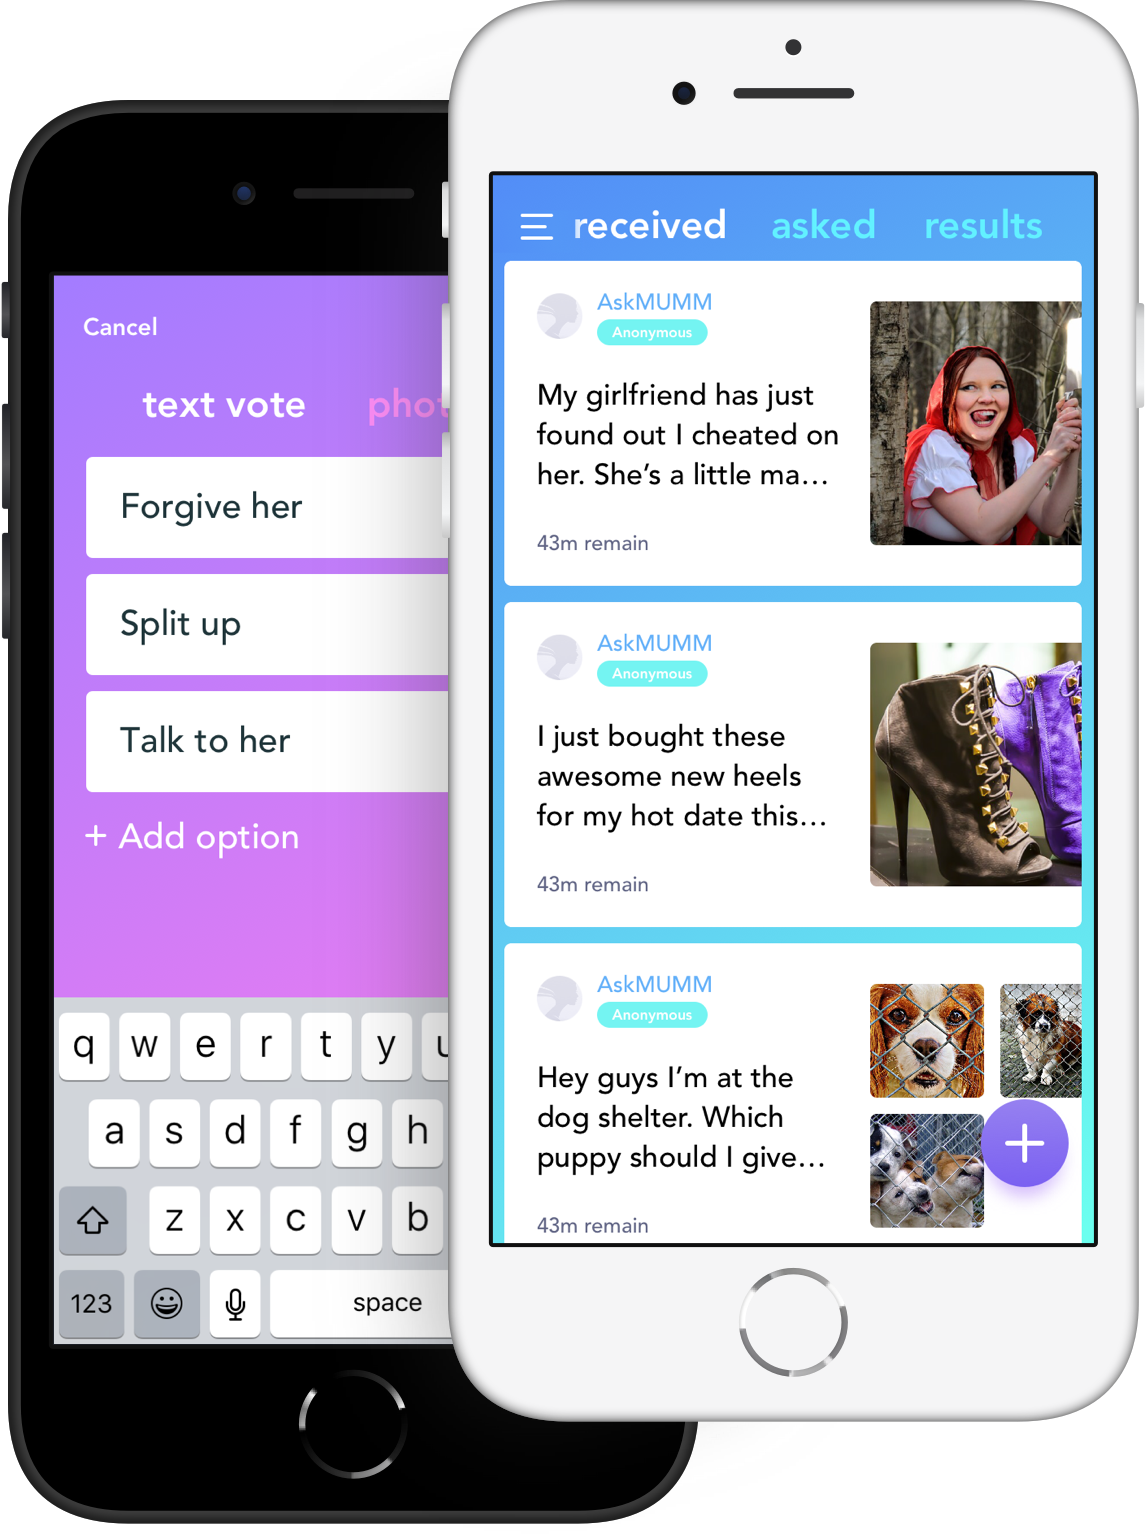 Cancel
text vote
Forgive her
Split up
Talk to her
+ Add option
q w e r t y
a s d f g h
z x c v b
123
space
received asked results
AskMUMM
Anonymous
My girlfriend has just
found out I cheated on
her. She's a little ma...
43m remain
AskMUMM
Anonymous
I just bought these
awesome new heels
for my hot date this...
43m remain
AskMUMM
Anonymous
Hey guys I'm at the
dog shelter. Which
puppy should I give...
43m remain